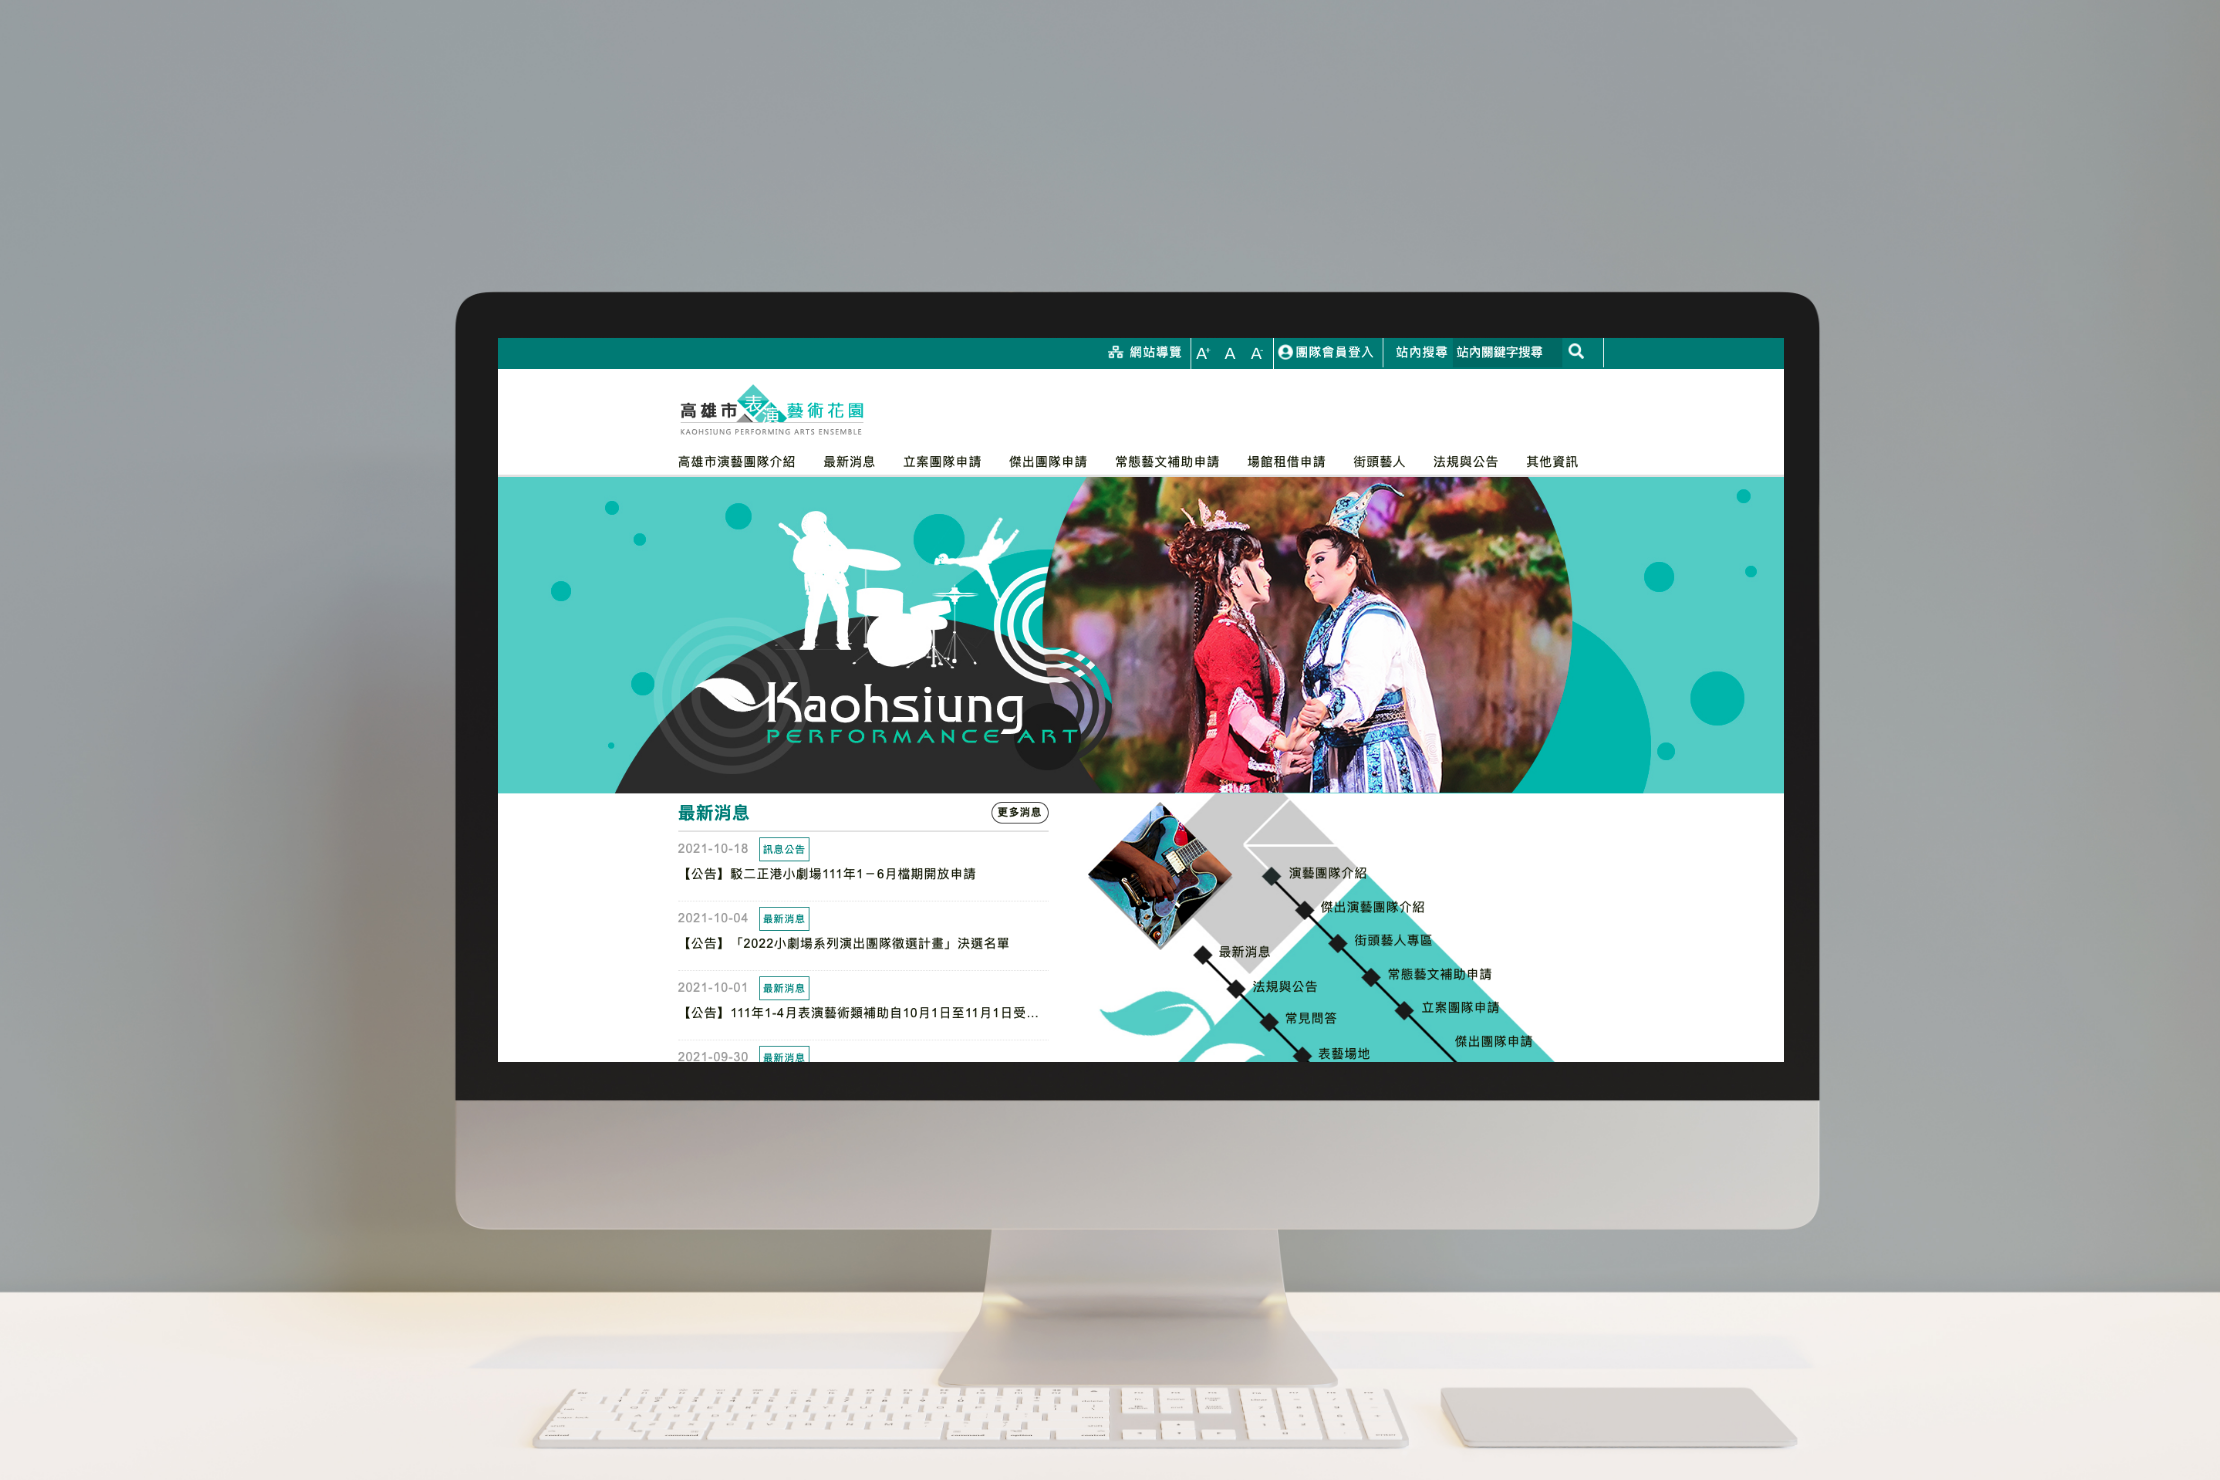 網站導覽 A+ A A- 團隊會員登入 站內搜尋 站內關鍵字搜尋
高雄市表演藝術花園
KAOHSIUNG PERFORMING ARTS ENSEMBLE
高雄市演藝團隊介紹 最新消息 立案團隊申請 傑出團隊申請 常態藝文補助申請 場館租借申請 街頭藝人 法規與公告 其他資訊
Kaohsiung
PERFORMANCE ART
最新消息 更多消息
2021-10-18 訊息公告
【公告】駁二正港小劇場111年1－6月檔期開放申請
2021-10-04 最新消息
【公告】「2022小劇場系列演出團隊徵選計畫」決選名單
2021-10-01 最新消息
【公告】111年1-4月表演藝術類補助自10月1日至11月1日受...
2021-09-30 最新消息
演藝團隊介紹
傑出演藝團隊介紹
街頭藝人專區
常態藝文補助申請
立案團隊申請
傑出團隊申請
最新消息
法規與公告
常見問答
表藝場地